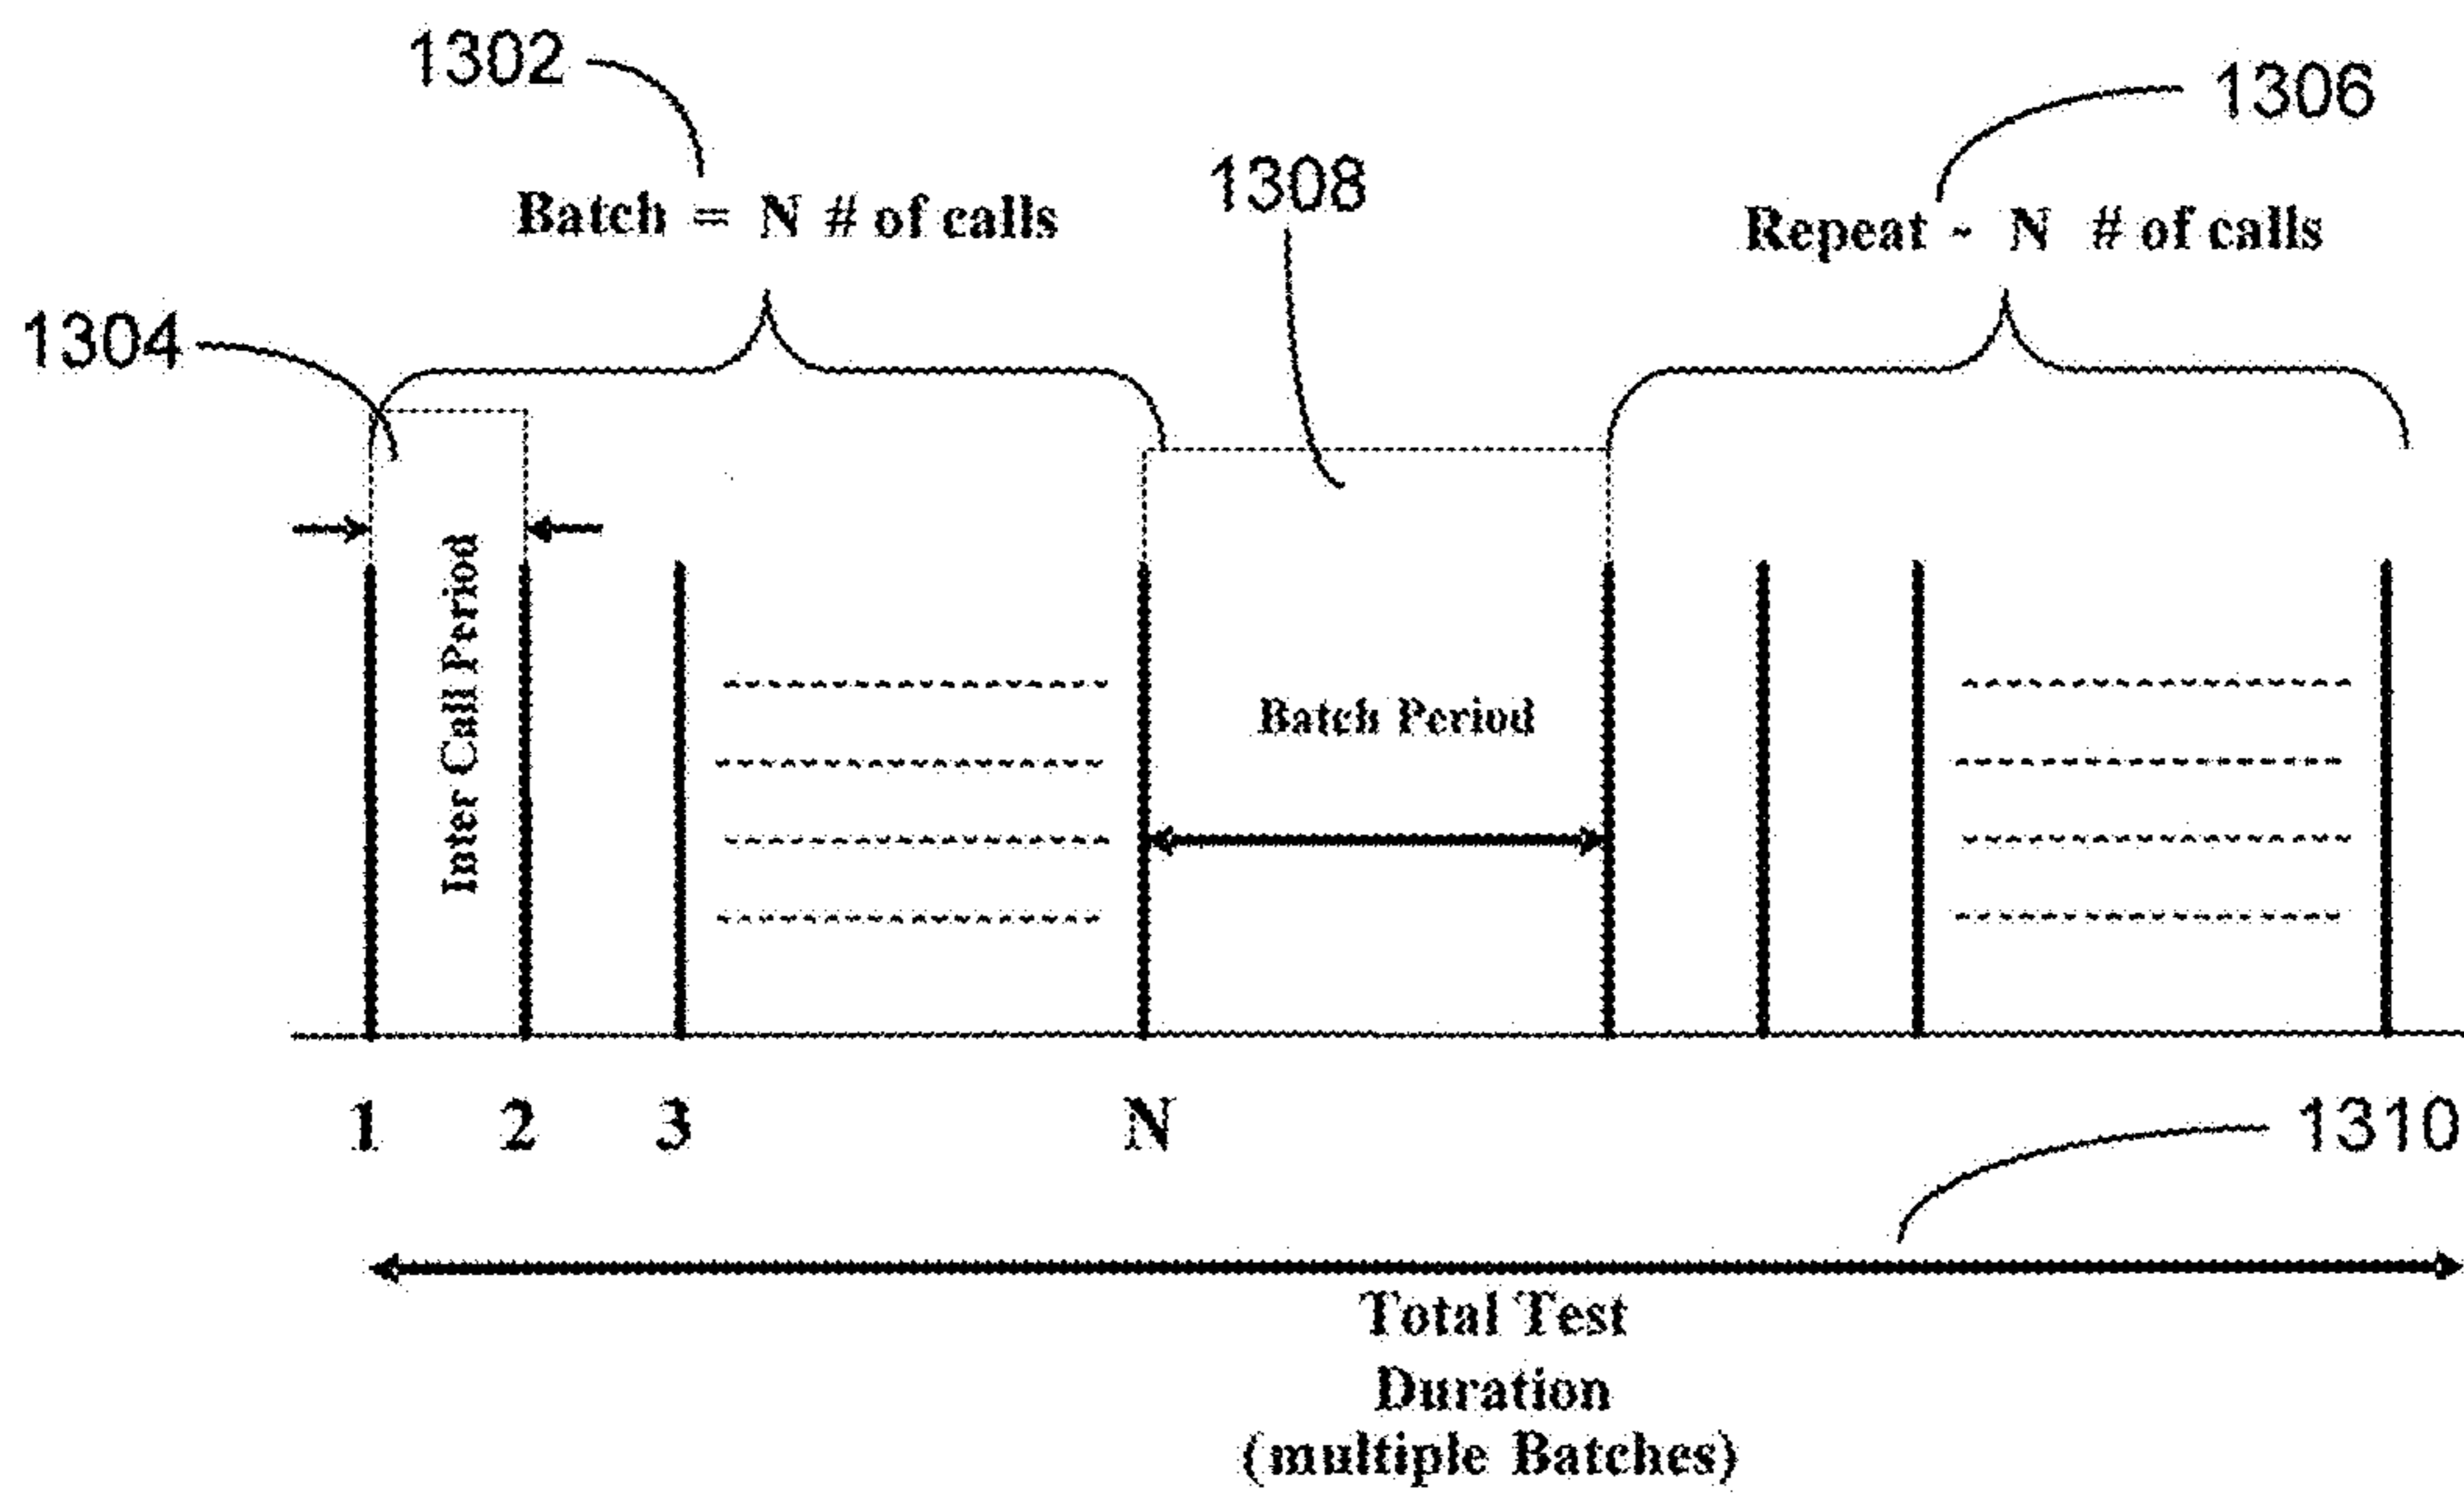 1302
1306
1308
Batch = N # of calls
Repeat - N # of calls
1304
Inter Call Period
Batch Period
1 2 3 N
1310
Total Test
Duration
(multiple Batches)